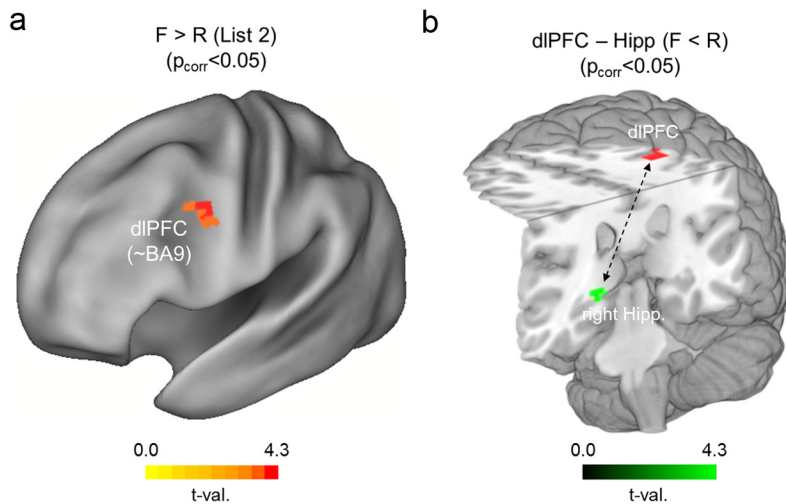 a
F > R (List 2)
(pcorr<0.05)
dlPFC
(~BA9)
0.0 4.3
t-val.
b
dlPFC – Hipp (F < R)
(pcorr<0.05)
dlPFC
right Hipp.
0.0 4.3
t-val.